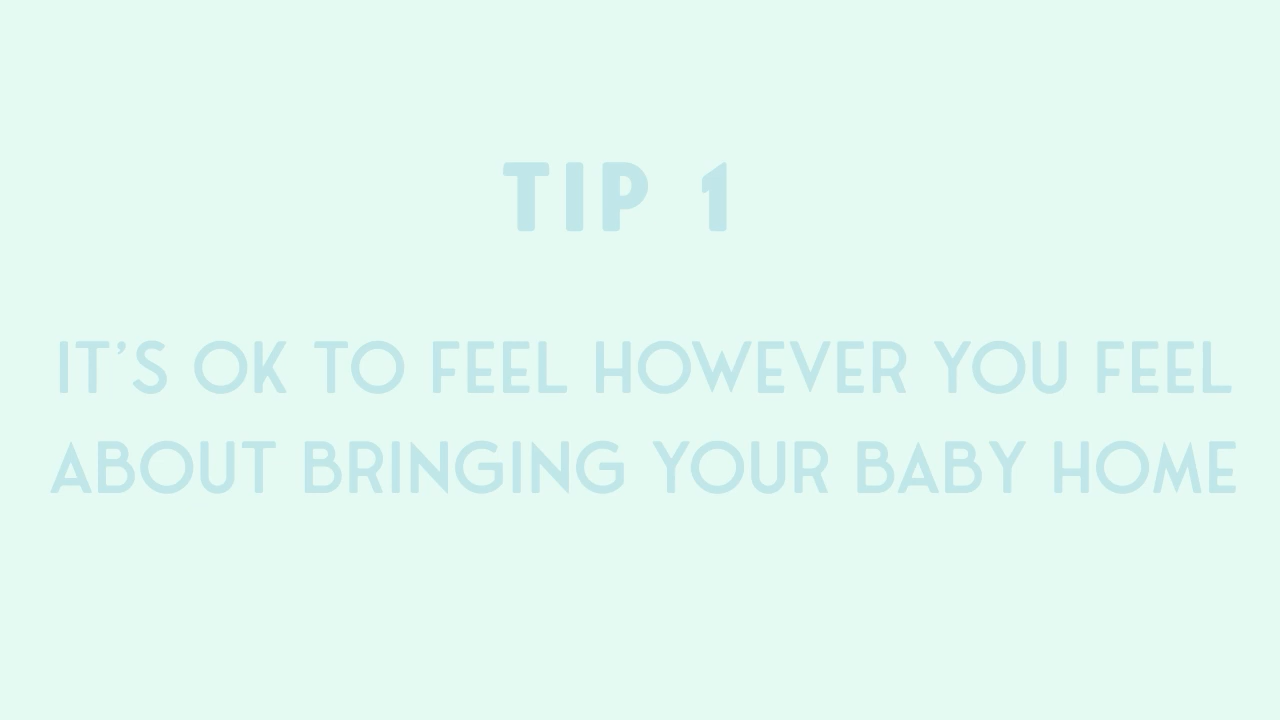 TIP 1
IT'S OK TO FEEL HOWEVER YOU FEEL
ABOUT BRINGING YOUR BABY HOME